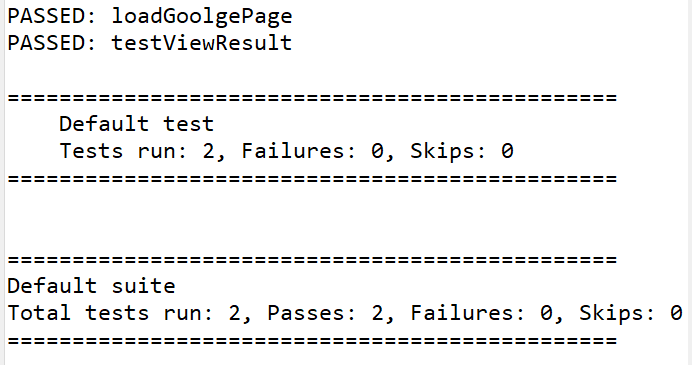 PASSED: loadGoolgePage
PASSED: testViewResult
===============================================
Default test
Tests run: 2, Failures: 0, Skips: 0
===============================================
===============================================
Default suite
Total tests run: 2, Passes: 2, Failures: 0, Skips: 0
===============================================